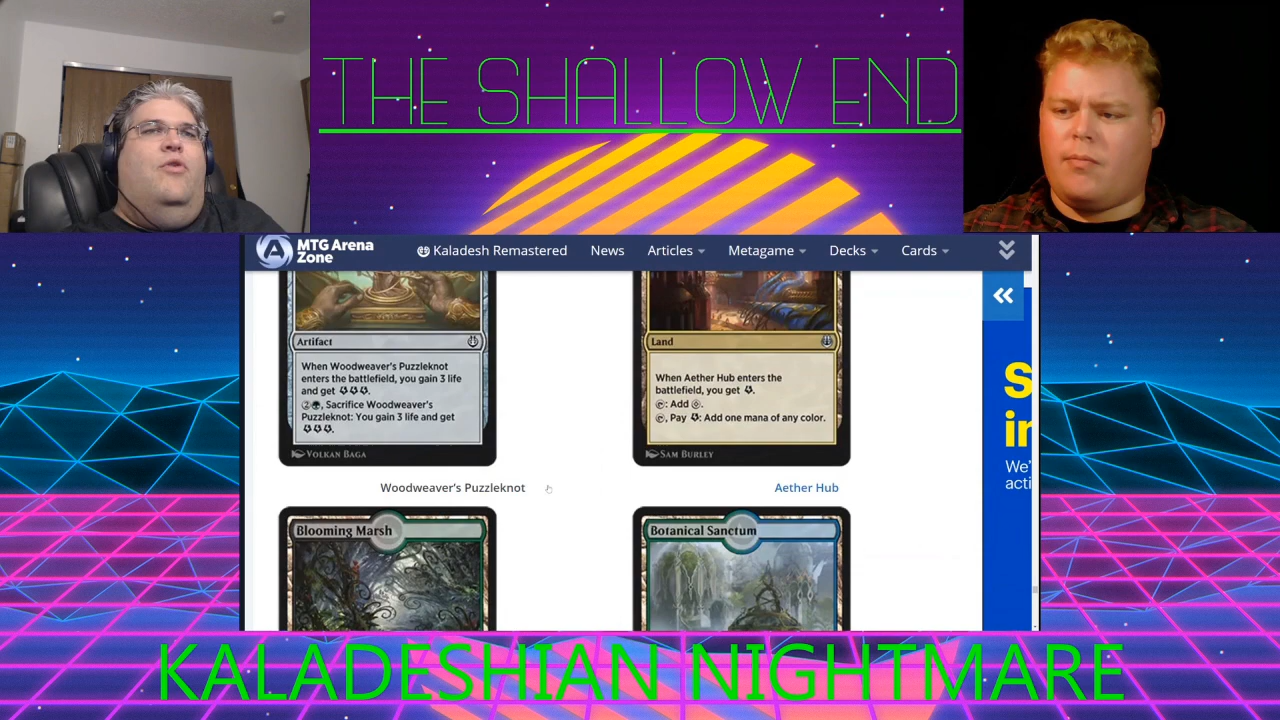 THE SHALLOW END
MTG Arena
Zone
Kaladesh Remastered
News
Articles
Metagame
Decks
Cards
Artifact
When Woodweaver's Puzzleknot
enters the battlefield, you gain 3 life
and get
2, Sacrifice Woodweaver's
Puzzleknot: You gain 3 life and get
VOLKAN BAGA
Land
When Aether Hub enters the
battlefield, you get
: Add
, Pay : Add one mana of any color.
SAM BURLEY
Woodweaver's Puzzleknot
Aether Hub
Blooming Marsh
Botanical Sanctum
We'
acti
KALADESHIAN NIGHTMARE